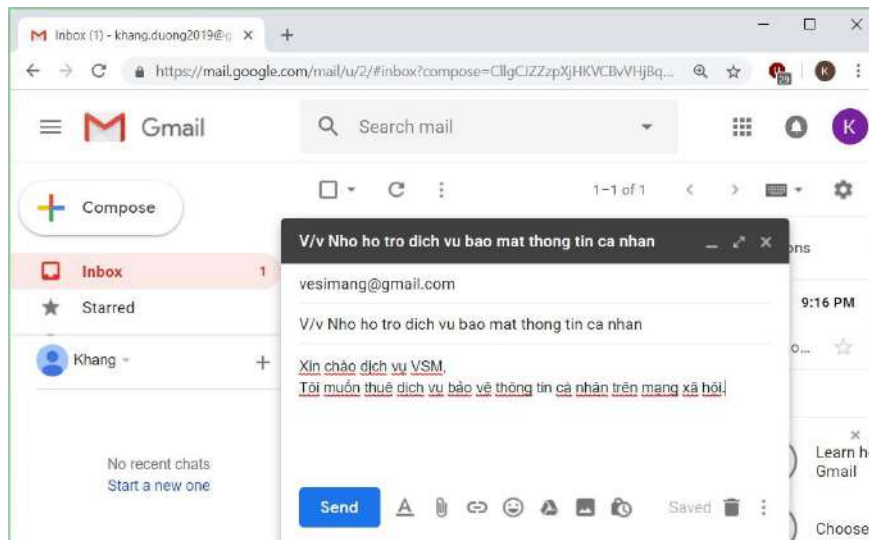 Inbox (1) - khang.duong2019@g
https://mail.google.com/mail/u/2/#inbox?compose=CllgCJZZzpXjHKVCBvVHjBq...
29
K
Gmail
Search mail
K
Compose
1-1 of 1
Inbox 1
Starred
Khang
No recent chats
Start a new one
V/v Nho ho tro dich vu bao mat thong tin ca nhan
vesimang@gmail.com
V/v Nho ho tro dich vu bao mat thong tin ca nhan
Xin chào dịch vụ VSM,
Tôi muốn thuê dịch vụ bảo vệ thông tin cá nhân trên mạng xã hội.
Send
Saved
ons
9:16 PM
o...
Learn h
Gmail
Choose